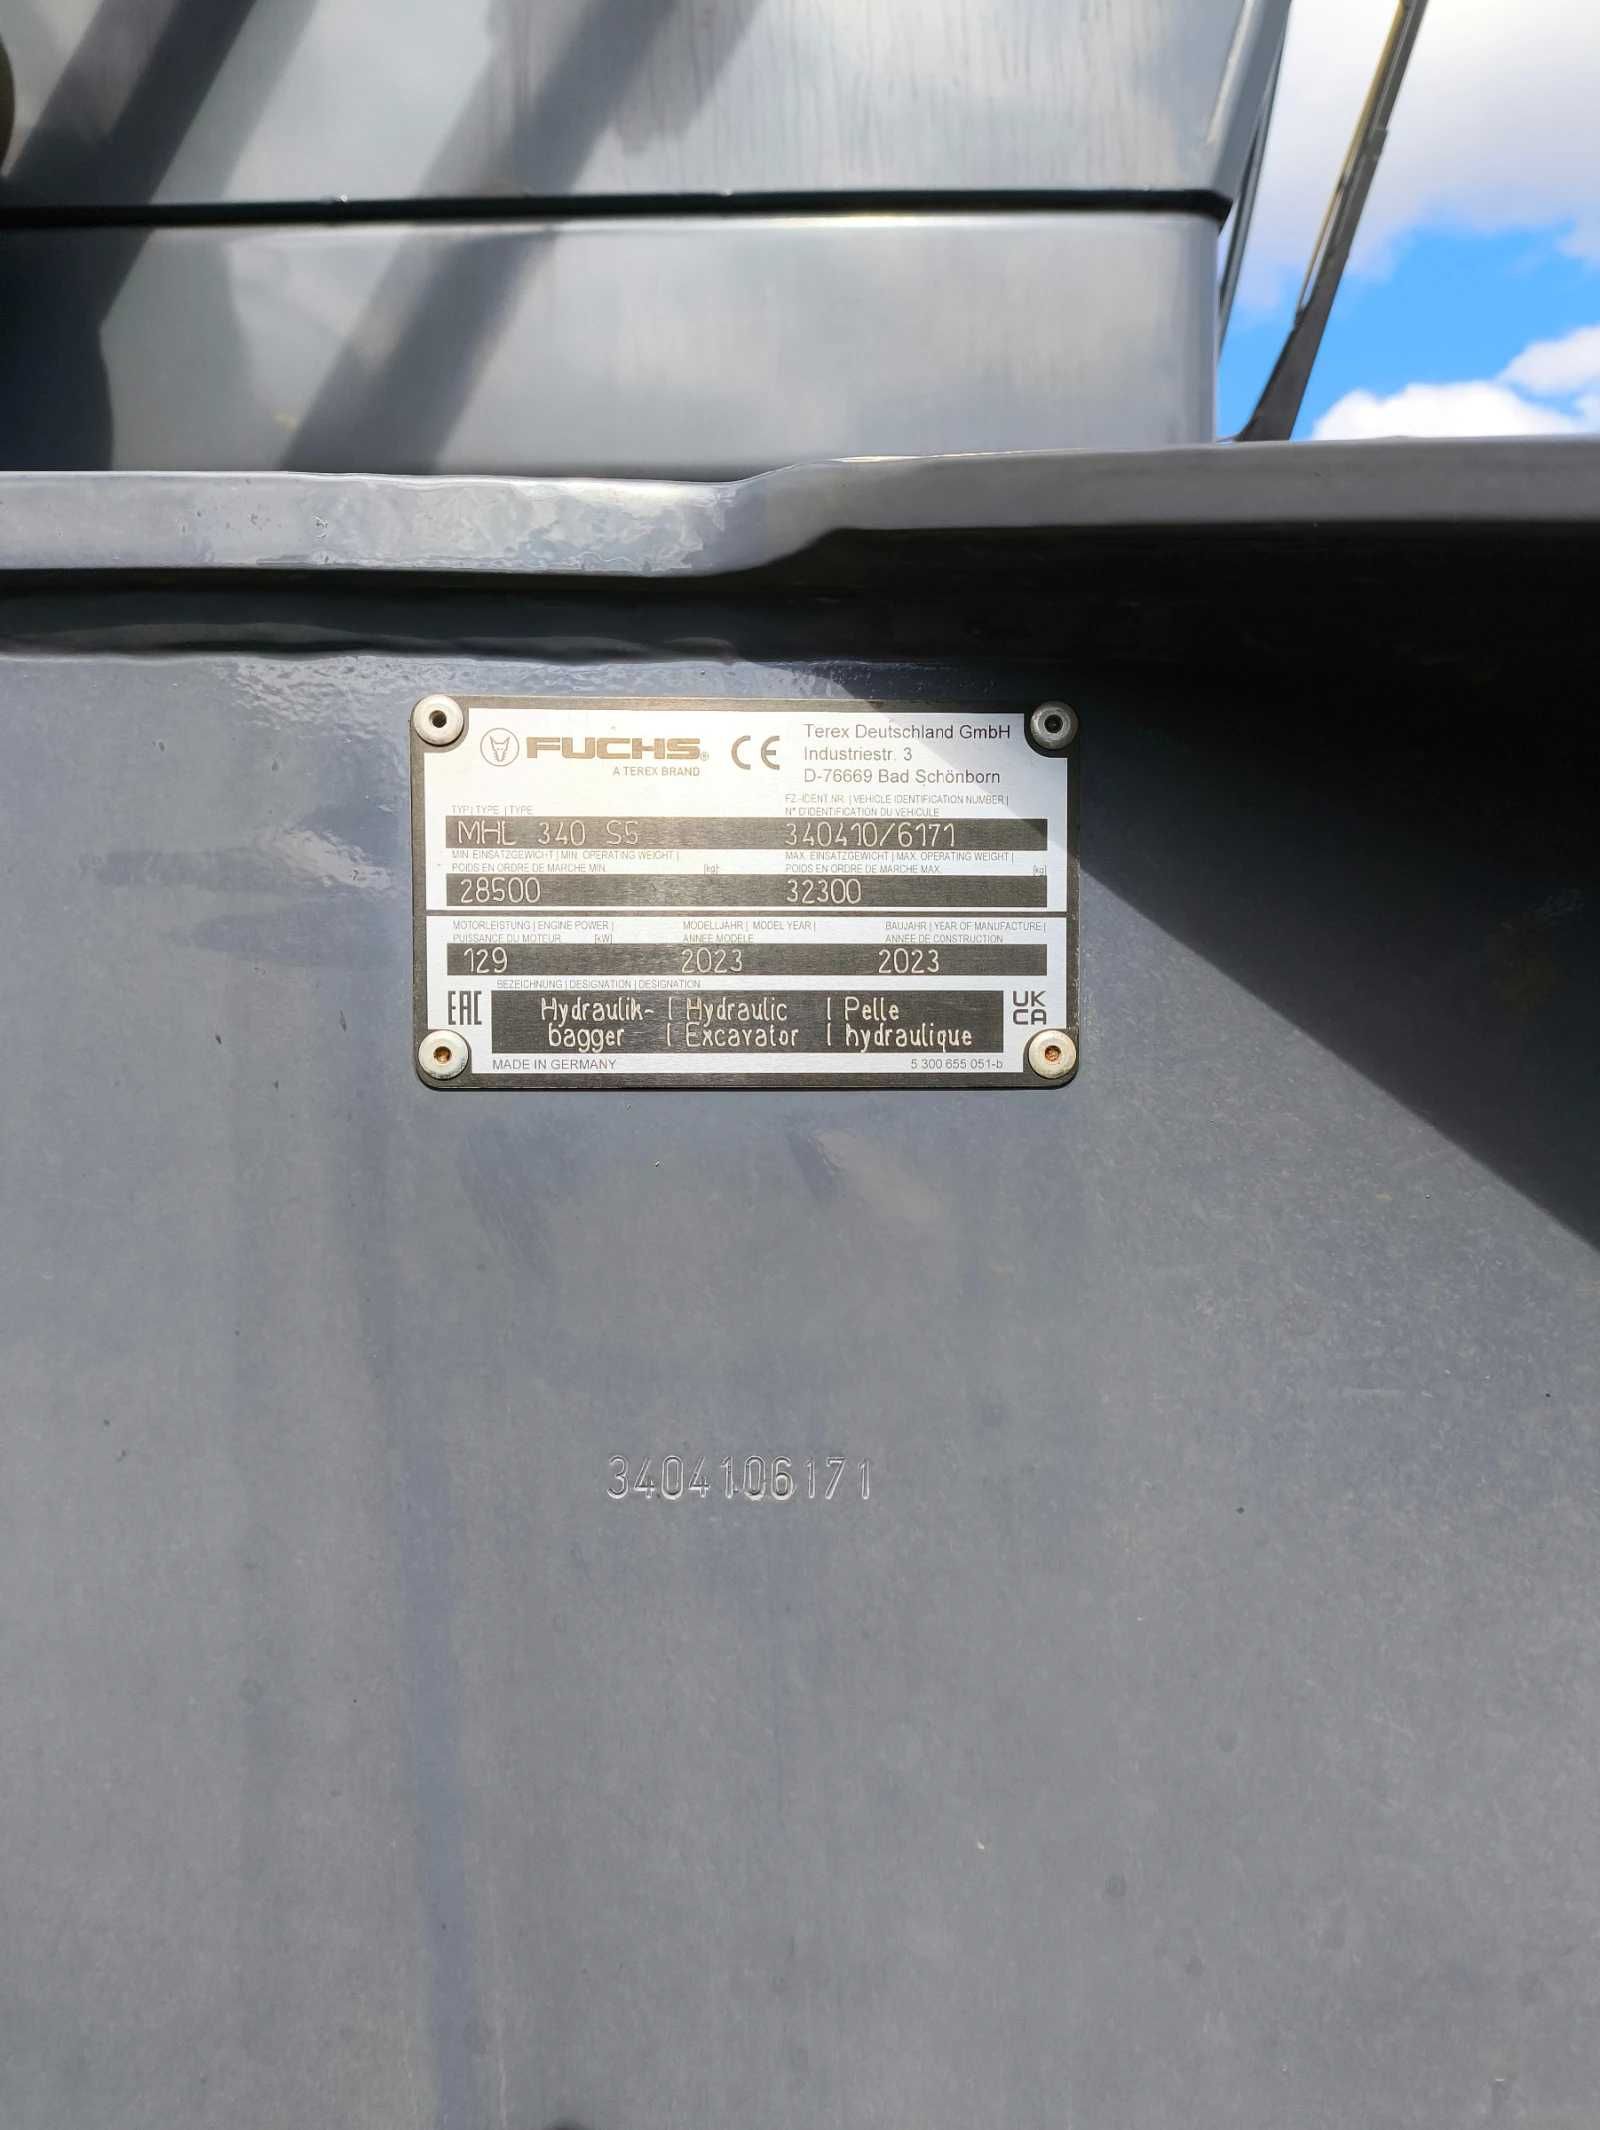 FUCHS®
A TEREX BRAND
CE
Terex Deutschland GmbH
Industriestr. 3
D-76669 Bad Schönborn
TYP | TYPE | TYPE
FZ.-IDENT.NR. | VEHICLE IDENTIFICATION NUMBER |
N° D'IDENTIFICATION DU VEHICULE
MHL 340 S5
340410/6171
MIN. EINSATZGEWICHT | MIN. OPERATING WEIGHT |
POIDS EN ORDRE DE MARCHE MIN. [kg]
MAX. EINSATZGEWICHT | MAX. OPERATING WEIGHT |
POIDS EN ORDRE DE MARCHE MAX. [kg]
28500
32300
MOTORLEISTUNG | ENGINE POWER |
PUISSANCE DU MOTEUR [kW]
MODELLJAHR | MODEL YEAR |
ANNEE MODELE
BAUJAHR | YEAR OF MANUFACTURE |
ANNEE DE CONSTRUCTION
129
2023
2023
BEZEICHNUNG | DESIGNATION | DESIGNATION
EAC
Hydraulik- | Hydraulic | Pelle
bagger | Excavator | hydraulique
UK
CA
MADE IN GERMANY
5 300 655 051-b
3404106171